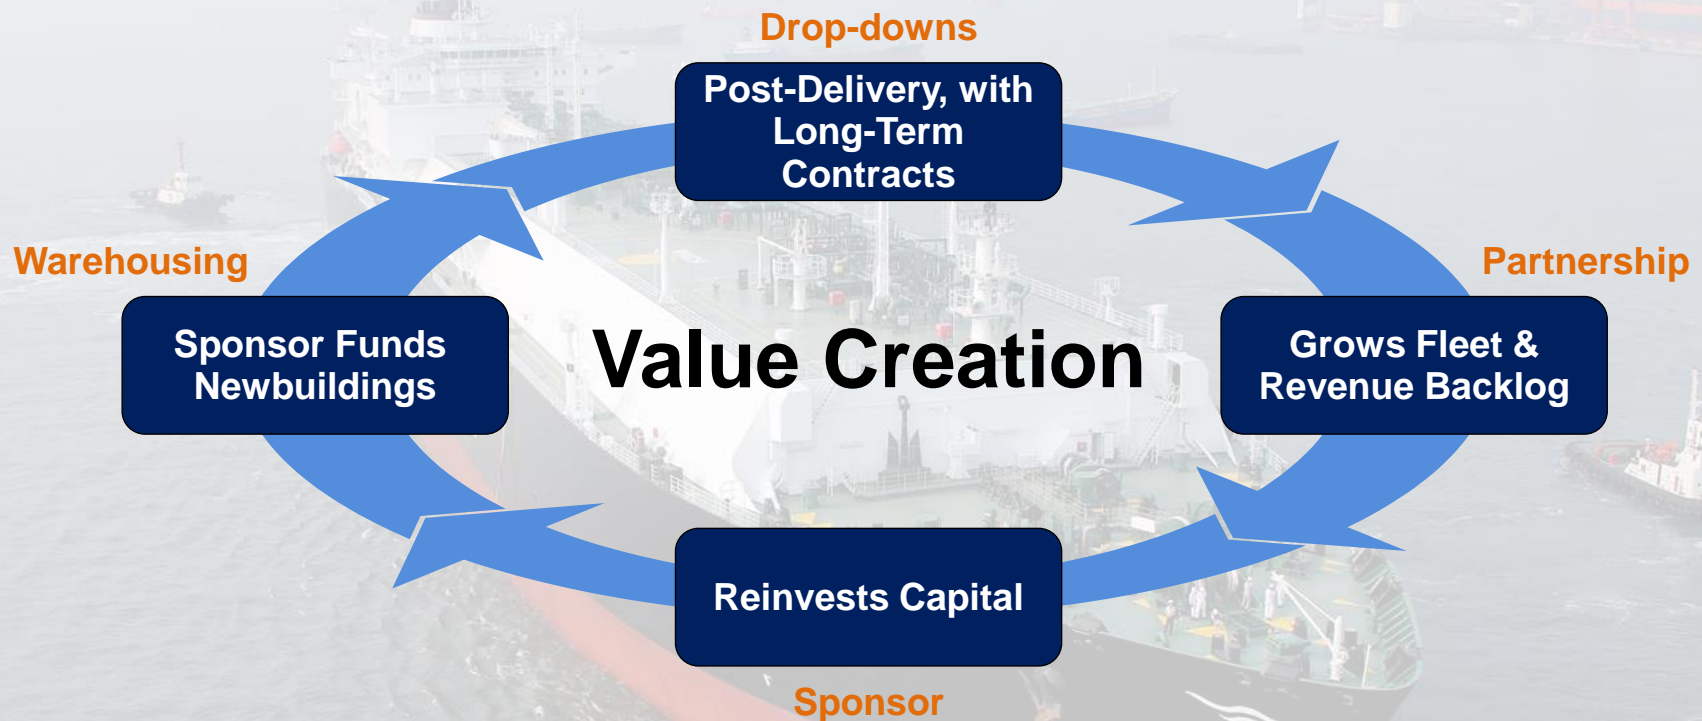 Drop-downs
Post-Delivery, with
Long-Term
Contracts
Warehousing
Partnership
Sponsor Funds
Newbuildings
Value Creation
Grows Fleet &
Revenue Backlog
Reinvests Capital
Sponsor